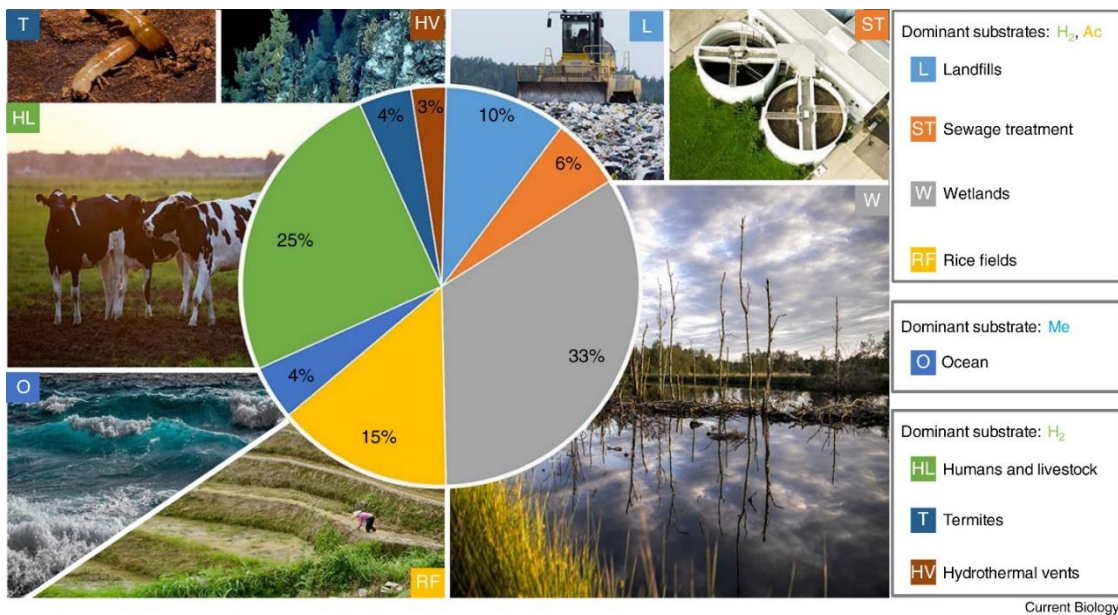 T
HV
L
ST
HL
W
O
RF
4%
3%
10%
6%
25%
33%
4%
15%
Dominant substrates: H₂, Ac
L Landfills
ST Sewage treatment
W Wetlands
RF Rice fields
Dominant substrate: Me
O Ocean
Dominant substrate: H₂
HL Humans and livestock
T Termites
HV Hydrothermal vents
Current Biology